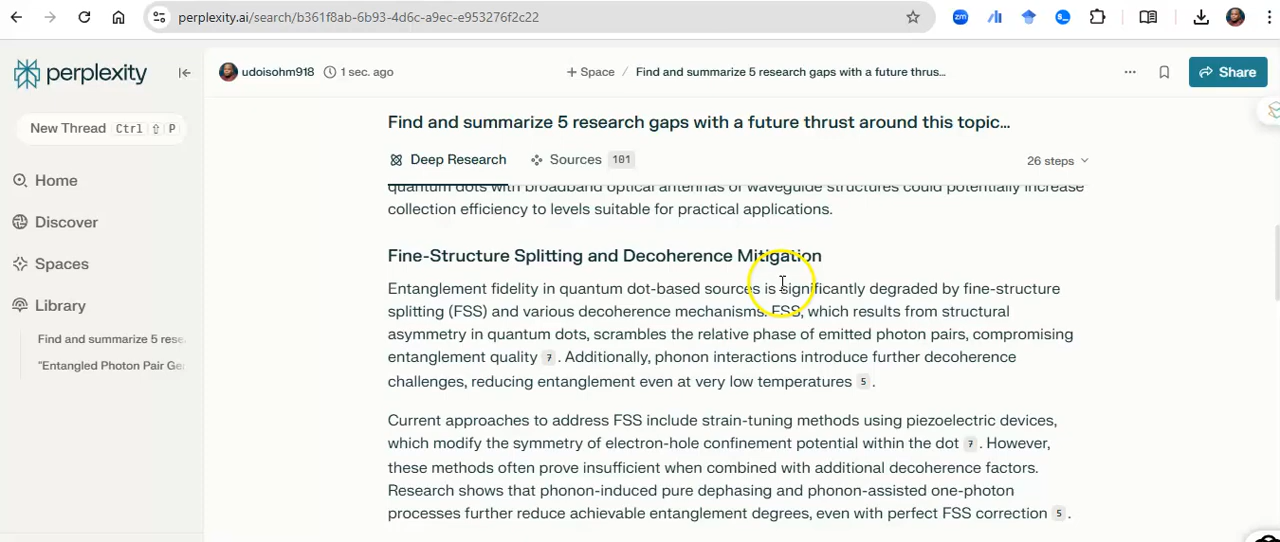 perplexity.ai/search/b361f8ab-6b93-4d6c-a9ec-e953276f2c22
perplexity
udoisohm918 1 sec. ago
+ Space / Find and summarize 5 research gaps with a future thrus...
Share
New Thread Ctrl ⇧ P
Home
Discover
Spaces
Library
Find and summarize 5 rese
"Entangled Photon Pair Ge
Find and summarize 5 research gaps with a future thrust around this topic...
Deep Research Sources 101 26 steps
quantum dots with broadband optical antennas or waveguide structures could potentially increase
collection efficiency to levels suitable for practical applications.
Fine-Structure Splitting and Decoherence Mitigation
Entanglement fidelity in quantum dot-based sources is significantly degraded by fine-structure
splitting (FSS) and various decoherence mechanisms. FSS, which results from structural
asymmetry in quantum dots, scrambles the relative phase of emitted photon pairs, compromising
entanglement quality 7 . Additionally, phonon interactions introduce further decoherence
challenges, reducing entanglement even at very low temperatures 5 .
Current approaches to address FSS include strain-tuning methods using piezoelectric devices,
which modify the symmetry of electron-hole confinement potential within the dot 7 . However,
these methods often prove insufficient when combined with additional decoherence factors.
Research shows that phonon-induced pure dephasing and phonon-assisted one-photon
processes further reduce achievable entanglement degrees, even with perfect FSS correction 5 .